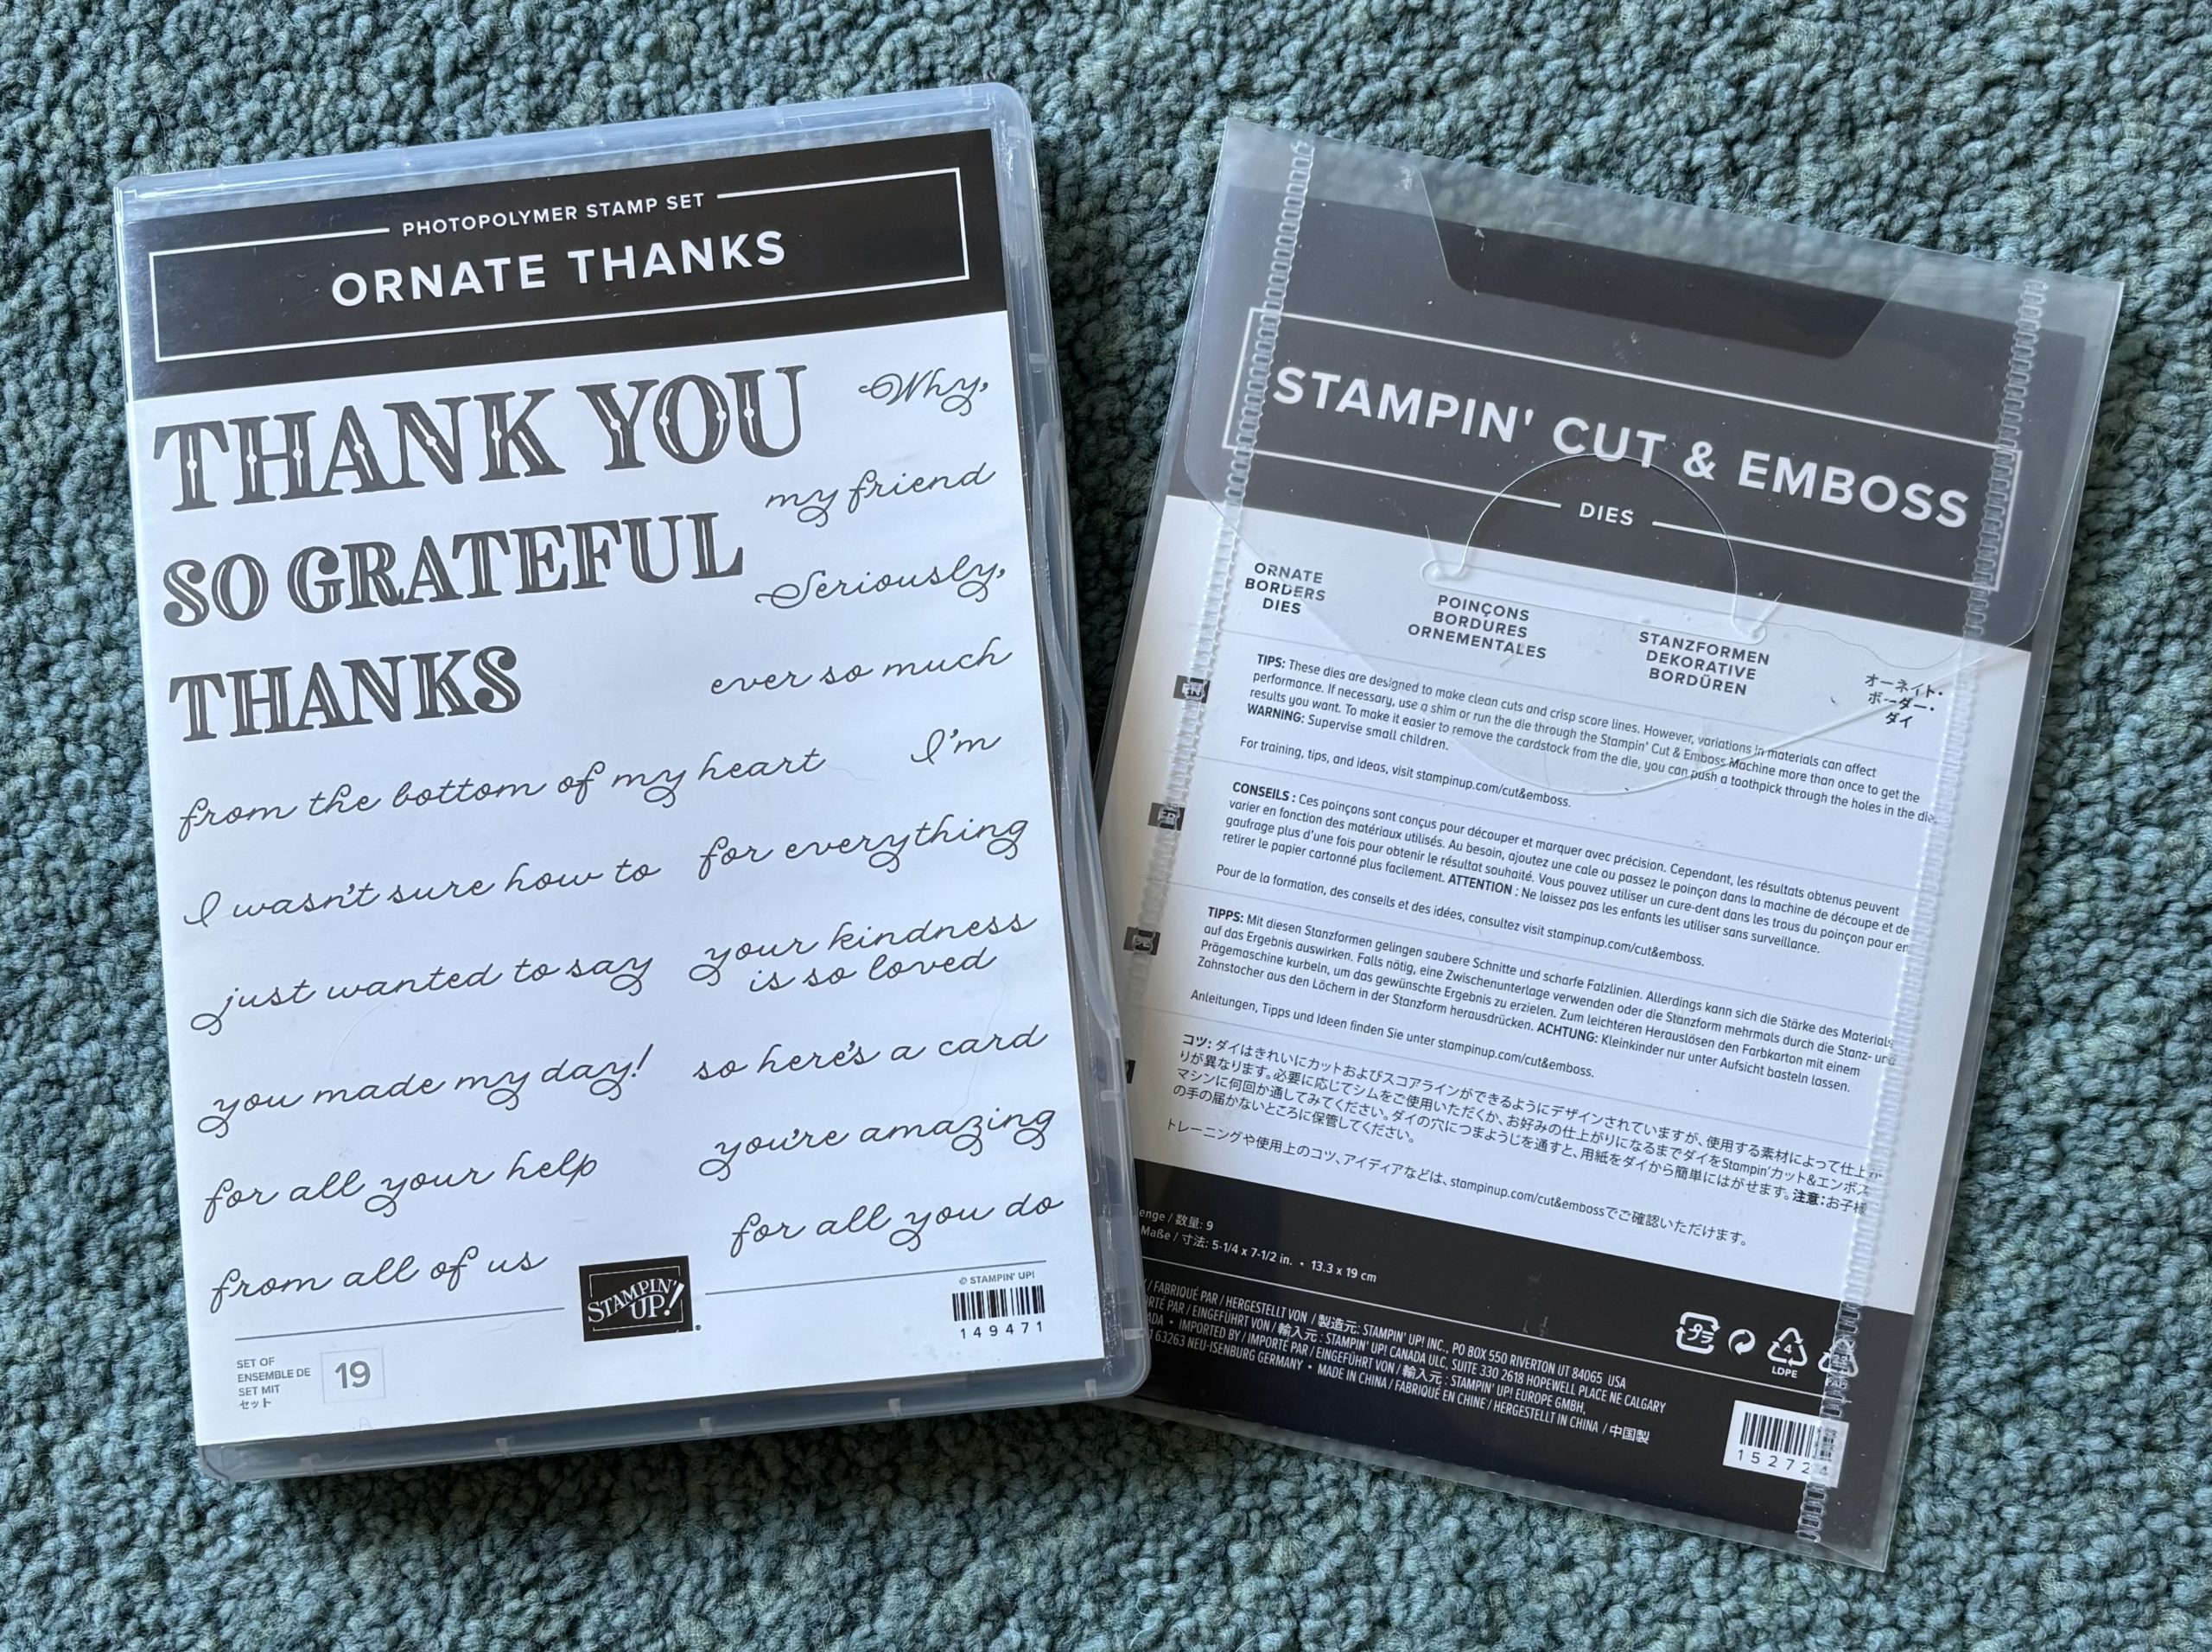 PHOTOPOLYMER STAMP SET
ORNATE THANKS
THANK YOU
Why,
my friend
SO GRATEFUL
Seriously,
THANKS
ever so much
from the bottom of my heart
I'm
I wasn't sure how to
for everything
just wanted to say
your kindness
is so loved
you made my day!
so here's a card
for all your help
you're amazing
from all of us
for all you do
STAMPIN'
UP!
© STAMPIN' UP!
149471
SET OF
ENSEMBLE DE
SET MIT
セット
19
STAMPIN' CUT & EMBOSS
DIES
ORNATE
BORDERS
DIES
POINÇONS
BORDURES
ORNEMENTALES
STANZFORMEN
DEKORATIVE
BORDÜREN
オーネイト・
ボーダー・
ダイ
EN
TIPS: These dies are designed to make clean cuts and crisp score lines. However, variations in materials can affect
performance. If necessary, use a shim or run the die through the Stampin' Cut & Emboss Machine more than once to get the
results you want. To make it easier to remove the cardstock from the die, you can push a toothpick through the holes in the die.
WARNING: Supervise small children.
For training, tips, and ideas, visit stampinup.com/cut&emboss.
CONSEILS : Ces poinçons sont conçus pour découper et marquer avec précision. Cependant, les résultats obtenus peuvent
varier en fonction des matériaux utilisés. Au besoin, ajoutez une cale ou passez le poinçon dans la machine de découpe et de
gaufrage plus d'une fois pour obtenir le résultat souhaité. Vous pouvez utiliser un cure-dent dans les trous du poinçon pour en
retirer le papier cartonné plus facilement. ATTENTION : Ne laissez pas les enfants les utiliser sans surveillance.
Pour de la formation, des conseils et des idées, consultez visit stampinup.com/cut&emboss.
TIPPS: Mit diesen Stanzformen gelingen saubere Schnitte und scharfe Falzlinien. Allerdings kann sich die Stärke des Materials
auf das Ergebnis auswirken. Falls nötig, eine Zwischenunterlage verwenden oder die Stanzform mehrmals durch die Stanz- und
Prägemaschine kurbeln, um das gewünschte Ergebnis zu erzielen. Zum leichteren Herauslösen den Farbkarton mit einem
Zahnstocher aus den Löchern in der Stanzform herausdrücken. ACHTUNG: Kleinkinder nur unter Aufsicht basteln lassen.
Anleitungen, Tipps und Ideen finden Sie unter stampinup.com/cut&emboss.
コツ: ダイはきれいにカットおよびスコアラインができるようにデザインされていますが、使用する素材によって仕上が
りが異なります。必要に応じてシムをご使用いただくか、お好みの仕上がりになるまでダイをStampin'カット&エンボス
マシンに何回か通してみてください。ダイの穴につまようじを通すと、用紙をダイから簡単にはがせます。注意:お子様
の手の届かないところに保管してください。
トレーニングや使用上のコツ、アイディアなどは、stampinup.com/cut&embossでご確認いただけます。
enge / 数量: 9
Maße / 寸法: 5-1/4 x 7-1/2 in. • 13.3 x 19 cm
/ FABRIQUÉ PAR / HERGESTELLT VON / 製造元: STAMPIN' UP! INC., PO BOX 550 RIVERTON UT 84065 USA
RTÉ PAR / EINGEFÜHRT VON / 輸入元 : STAMPIN' UP! CANADA ULC, SUITE 330 2618 HOPEWELL PLACE NE CALGARY
ADA • IMPORTED BY / IMPORTÉ PAR / EINGEFÜHRT VON / 輸入元 : STAMPIN' UP! EUROPE GMBH,
63263 NEU-ISENBURG GERMANY • MADE IN CHINA / FABRIQUÉ EN CHINE / HERGESTELLT IN CHINA / 中国製
プラ
4
LDPE
152724